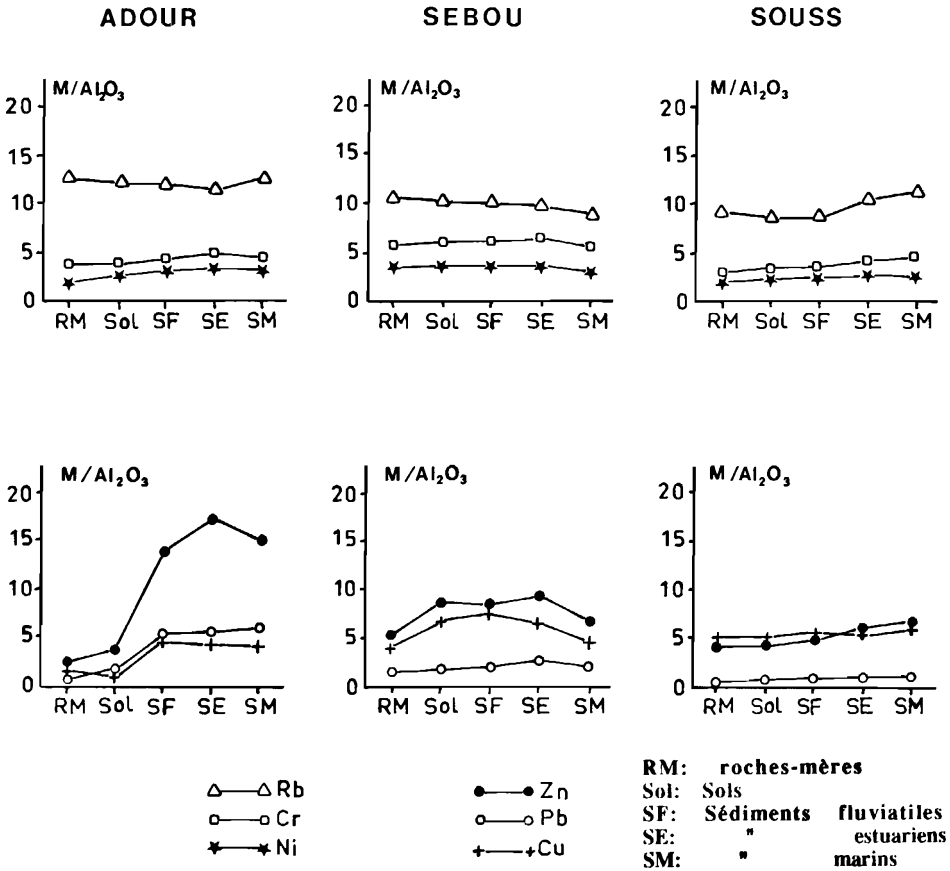 ADOUR SEBOU SOUSS
M/Al₂O₃ M/Al₂O₃ M/Al₂O₃
20 20 20
15 15 15
10 10 10
5 5 5
0 0 0
RM Sol SF SE SM RM Sol SF SE SM RM Sol SF SE SM
M/Al₂O₃ M/Al₂O₃ M/Al₂O₃
20 20 20
15 15 15
10 10 10
5 5 5
0 0 0
RM Sol SF SE SM RM Sol SF SE SM RM Sol SF SE SM
Rb
Cr
Ni
Zn
Pb
Cu
RM: roches-mères
Sol: Sols
SF: Sédiments fluviatiles
SE: " estuariens
SM: " marins